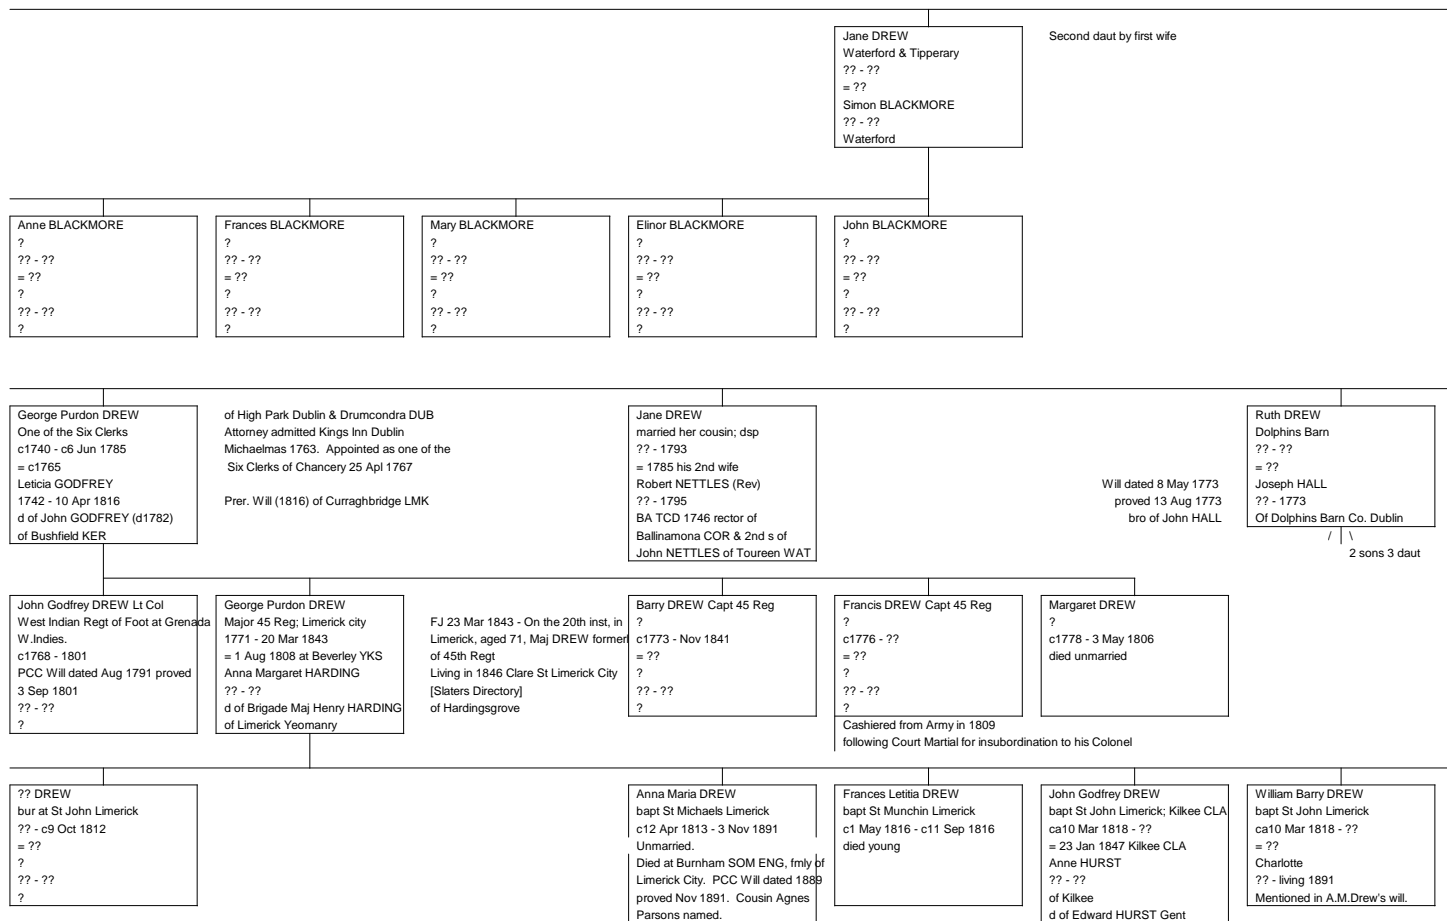 Jane DREW
Waterford & Tipperary
?? - ??
= ??
Simon BLACKMORE
?? - ??
Waterford
Second daut by first wife
Anne BLACKMORE
?
?? - ??
= ??
?
?? - ??
?
Frances BLACKMORE
?
?? - ??
= ??
?
?? - ??
?
Mary BLACKMORE
?
?? - ??
= ??
?
?? - ??
?
Elinor BLACKMORE
?
?? - ??
= ??
?
?? - ??
?
John BLACKMORE
?
?? - ??
= ??
?
?? - ??
?
George Purdon DREW
One of the Six Clerks
c1740 - c6 Jun 1785
= c1765
Leticia GODFREY
1742 - 10 Apr 1816
d of John GODFREY (d1782)
of Bushfield KER
of High Park Dublin & Drumcondra DUB
Attorney admitted Kings Inn Dublin
Michaelmas 1763. Appointed as one of the
Six Clerks of Chancery 25 Apl 1767
Prer. Will (1816) of Curraghbridge LMK
Jane DREW
married her cousin; dsp
?? - 1793
= 1785 his 2nd wife
Robert NETTLES (Rev)
?? - 1795
BA TCD 1746 rector of
Ballinamona COR & 2nd s of
John NETTLES of Toureen WAT
Will dated 8 May 1773
proved 13 Aug 1773
bro of John HALL
Ruth DREW
Dolphins Barn
?? - ??
= ??
Joseph HALL
?? - 1773
Of Dolphins Barn Co. Dublin
/ \
2 sons 3 daut
John Godfrey DREW Lt Col
West Indian Regt of Foot at Grenada
W.Indies.
c1768 - 1801
PCC Will dated Aug 1791 proved
3 Sep 1801
?? - ??
?
George Purdon DREW
Major 45 Reg; Limerick city
1771 - 20 Mar 1843
= 1 Aug 1808 at Beverley YKS
Anna Margaret HARDING
?? - ??
d of Brigade Maj Henry HARDING
of Limerick Yeomanry
FJ 23 Mar 1843 - On the 20th inst, in
Limerick, aged 71, Maj DREW formerl
of 45th Regt
Living in 1846 Clare St Limerick City
[Slaters Directory]
of Hardingsgrove
Barry DREW Capt 45 Reg
?
c1773 - Nov 1841
= ??
?
?? - ??
?
Francis DREW Capt 45 Reg
?
c1776 - ??
= ??
?
?? - ??
?
Cashiered from Army in 1809
following Court Martial for insubordination to his Colonel
Margaret DREW
?
c1778 - 3 May 1806
died unmarried
?? DREW
bur at St John Limerick
?? - c9 Oct 1812
= ??
?
?? - ??
?
Anna Maria DREW
bapt St Michaels Limerick
c12 Apr 1813 - 3 Nov 1891
Unmarried.
Died at Burnham SOM ENG, fmly of
Limerick City. PCC Will dated 1889
proved Nov 1891. Cousin Agnes
Parsons named.
Frances Letitia DREW
bapt St Munchin Limerick
c1 May 1816 - c11 Sep 1816
died young
John Godfrey DREW
bapt St John Limerick; Kilkee CLA
ca10 Mar 1818 - ??
= 23 Jan 1847 Kilkee CLA
Anne HURST
?? - ??
of Kilkee
d of Edward HURST Gent
William Barry DREW
bapt St John Limerick
ca10 Mar 1818 - ??
= ??
Charlotte
?? - living 1891
Mentioned in A.M.Drew's will.